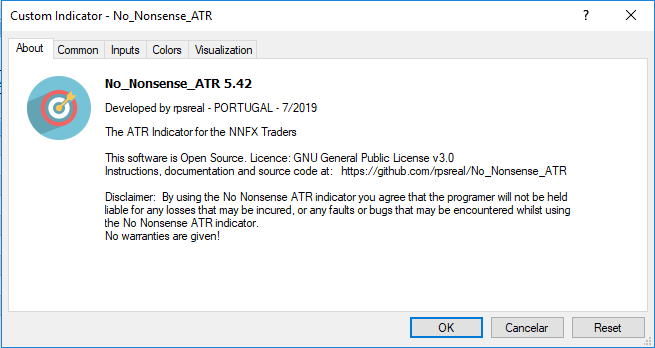 Custom Indicator - No_Nonsense_ATR
About Common Inputs Colors Visualization
No_Nonsense_ATR 5.42
Developed by rpsreal - PORTUGAL - 7/2019
The ATR Indicator for the NNFX Traders
This software is Open Source. Licence: GNU General Public License v3.0
Instructions, documentation and source code at: https://github.com/rpsreal/No_Nonsense_ATR
Disclaimer: By using the No Nonsense ATR indicator you agree that the programer will not be held
liable for any losses that may be incured, or any faults or bugs that may be encountered whilst using
the No Nonsense ATR indicator.
No warranties are given!
OK Cancelar Reset